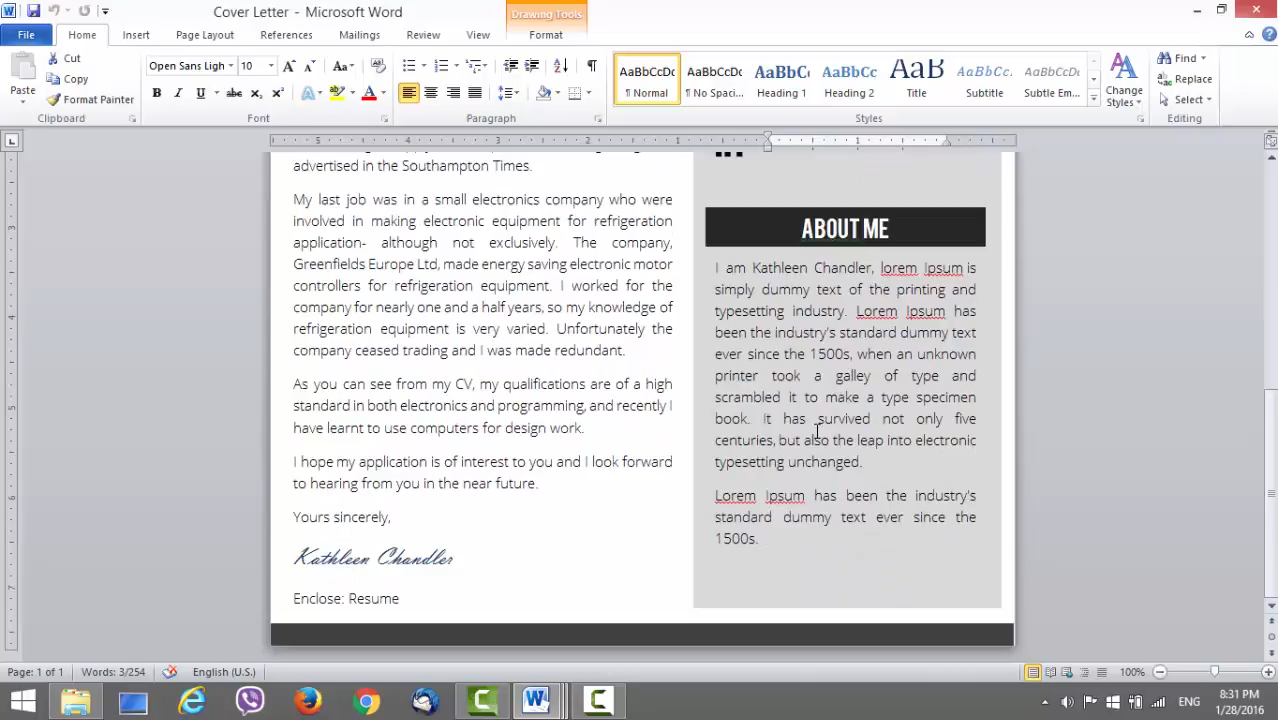 Cover Letter - Microsoft Word
Drawing Tools
File Home Insert Page Layout References Mailings Review View Format
Paste
Cut
Copy
Format Painter
Clipboard
Open Sans Ligh 10
Font
Paragraph
AaBbCcDc AaBbCcDc AaBbC AaBbCc AaB AaBbCcL AaBbCcDc
¶ Normal ¶ No Spaci... Heading 1 Heading 2 Title Subtitle Subtle Em...
Styles
Change
Styles
Find
Replace
Select
Editing
advertised in the Southampton Times.
My last job was in a small electronics company who were
involved in making electronic equipment for refrigeration
application- although not exclusively. The company,
Greenfields Europe Ltd, made energy saving electronic motor
controllers for refrigeration equipment. I worked for the
company for nearly one and a half years, so my knowledge of
refrigeration equipment is very varied. Unfortunately the
company ceased trading and I was made redundant.
As you can see from my CV, my qualifications are of a high
standard in both electronics and programming, and recently I
have learnt to use computers for design work.
I hope my application is of interest to you and I look forward
to hearing from you in the near future.
Yours sincerely,
Kathleen Chandler
Enclose: Resume
ABOUT ME
I am Kathleen Chandler, lorem Ipsum is
simply dummy text of the printing and
typesetting industry. Lorem Ipsum has
been the industry's standard dummy text
ever since the 1500s, when an unknown
printer took a galley of type and
scrambled it to make a type specimen
book. It has survived not only five
centuries, but also the leap into electronic
typesetting unchanged.
Lorem Ipsum has been the industry's
standard dummy text ever since the
1500s.
Page: 1 of 1 Words: 3/254 English (U.S.) 100%
ENG
8:31 PM
1/28/2016